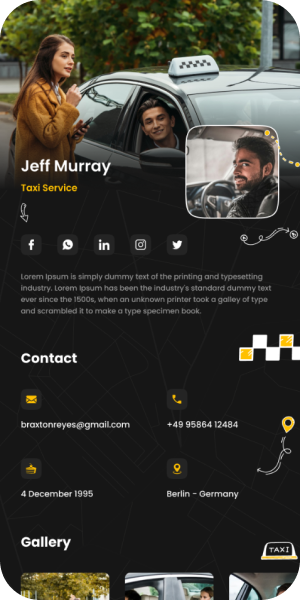 Jeff Murray
Taxi Service
Lorem Ipsum is simply dummy text of the printing and typesetting
industry. Lorem Ipsum has been the industry's standard dummy text
ever since the 1500s, when an unknown printer took a galley of type
and scrambled it to make a type specimen book.
Contact
braxtonreyes@gmail.com
+49 95864 12484
4 December 1995
Berlin - Germany
Gallery
TAXI